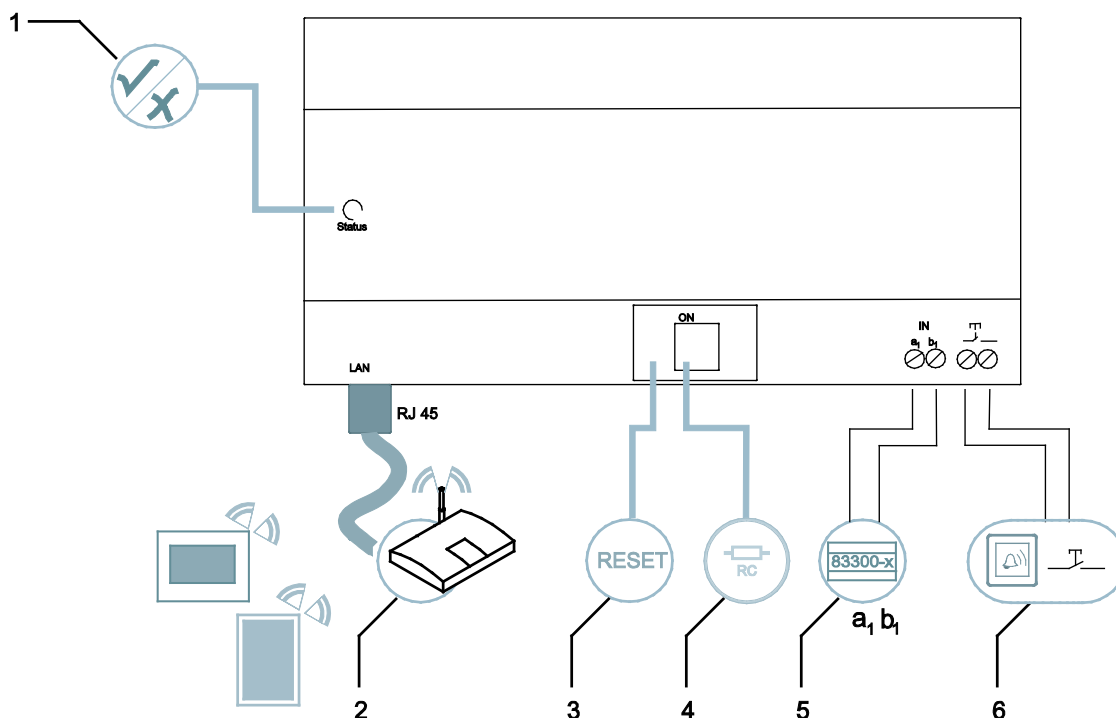 1
Status
ON
IN
a1 b1
LAN
RJ 45
RESET
RC
83300-x
a1 b1
2
3
4
5
6